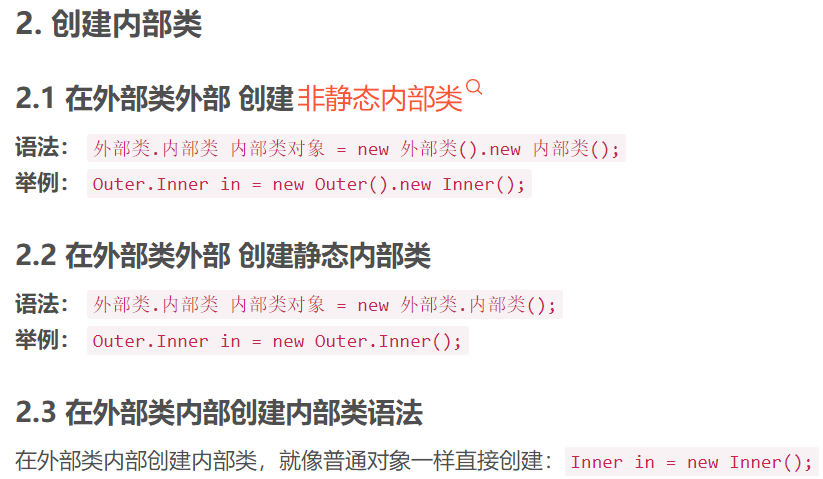 2. 创建内部类
2.1 在外部类外部 创建非静态内部类
语法： 外部类.内部类 内部类对象 = new 外部类().new 内部类();
举例： Outer.Inner in = new Outer().new Inner();
2.2 在外部类外部 创建静态内部类
语法： 外部类.内部类 内部类对象 = new 外部类.内部类();
举例： Outer.Inner in = new Outer.Inner();
2.3 在外部类内部创建内部类语法
在外部类内部创建内部类，就像普通对象一样直接创建： Inner in = new Inner();